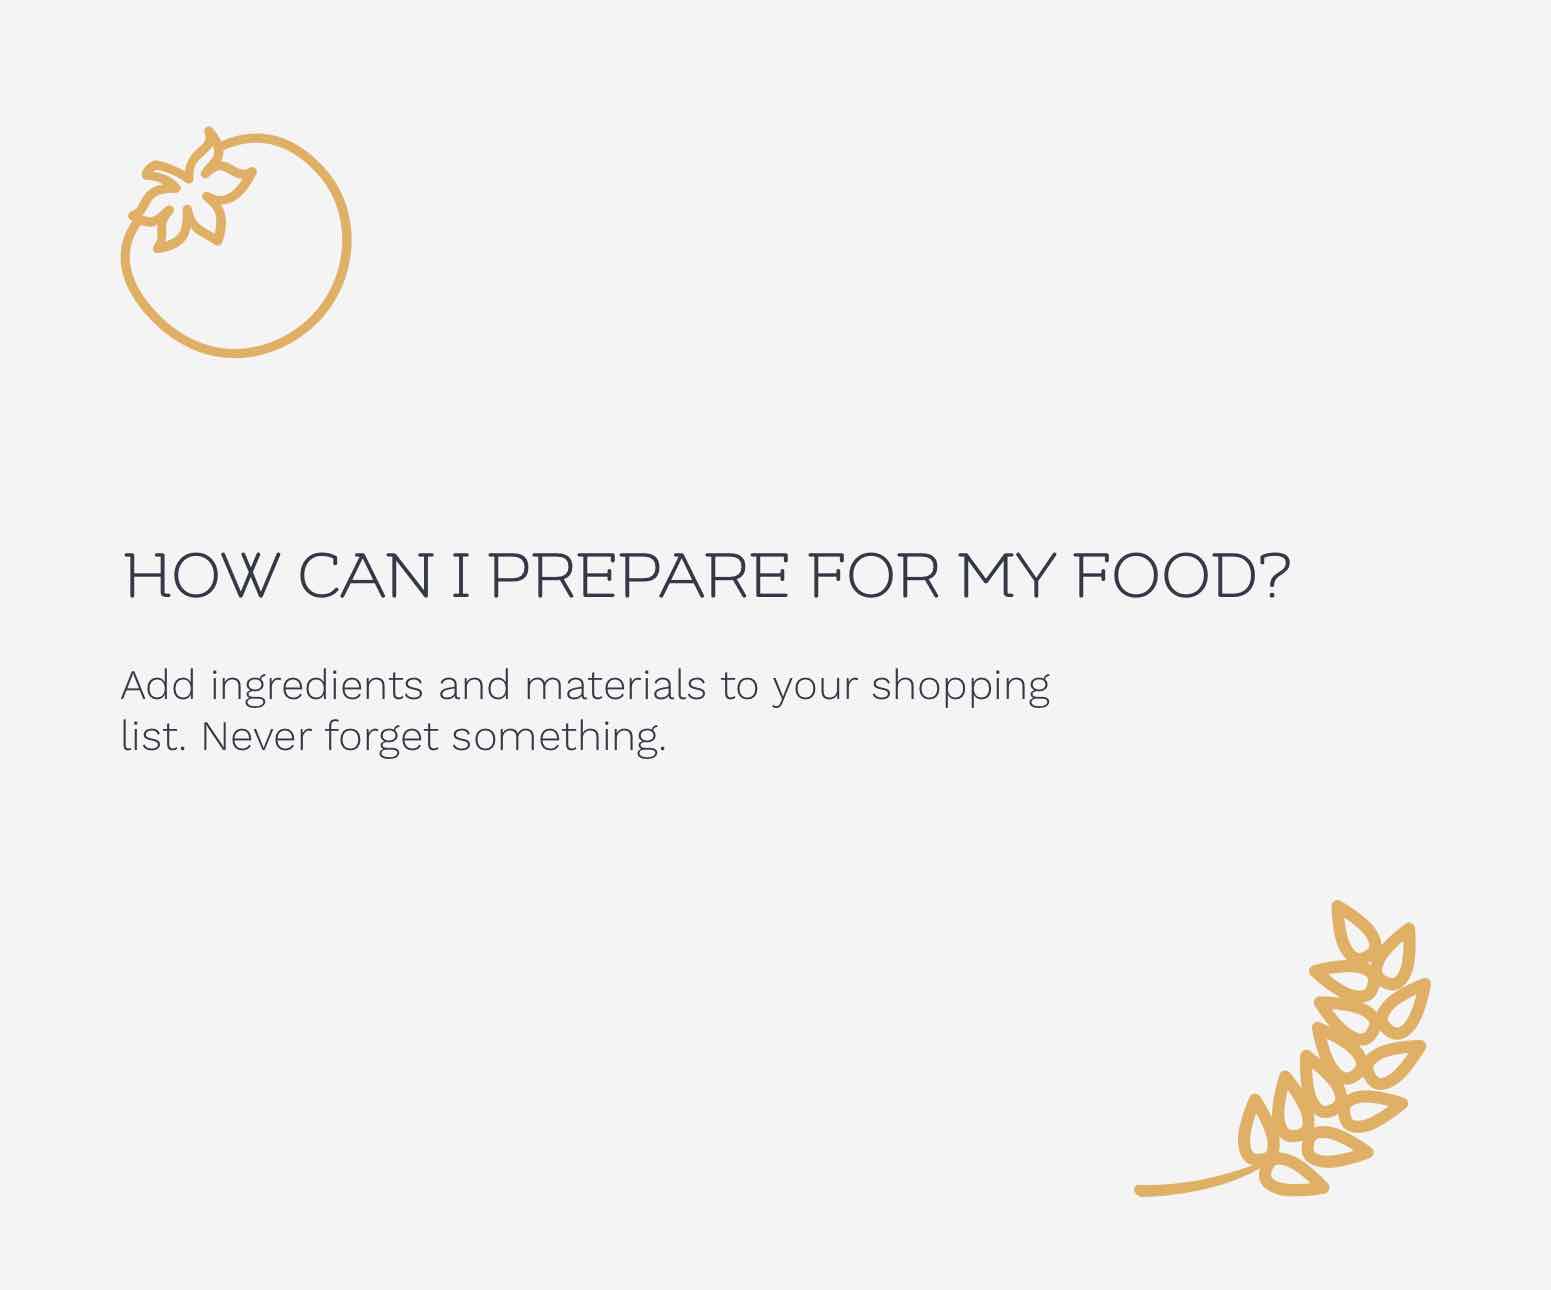 HOW CAN I PREPARE FOR MY FOOD?
Add ingredients and materials to your shopping
list. Never forget something.